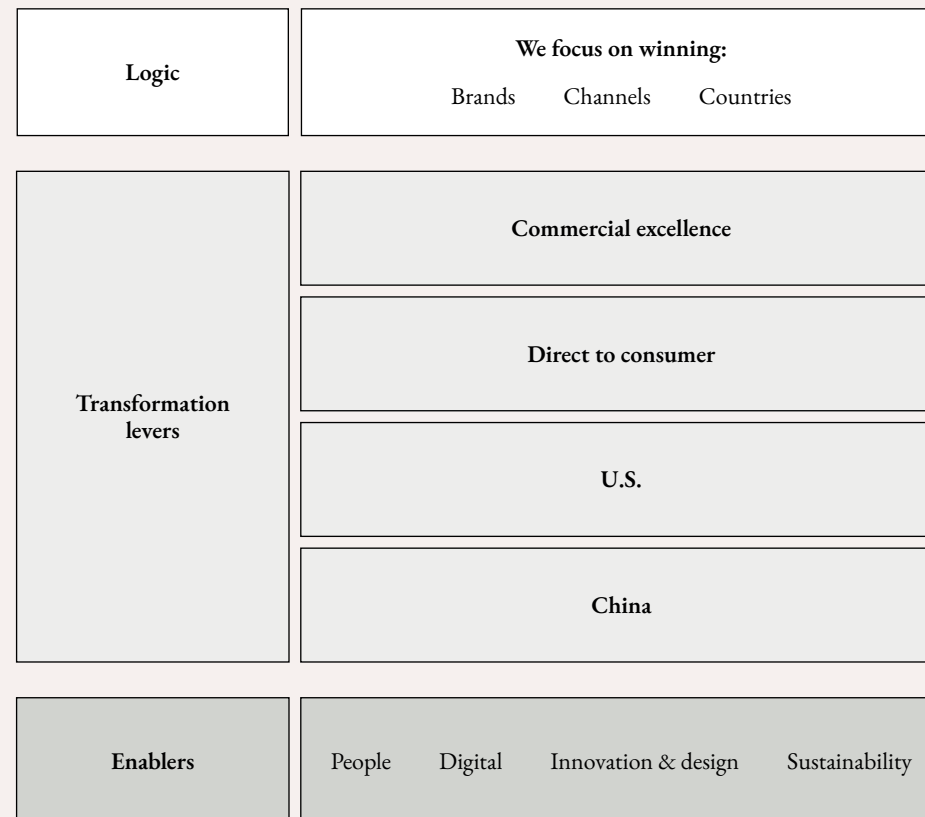 Logic
We focus on winning:
Brands Channels Countries
Transformation
levers
Commercial excellence
Direct to consumer
U.S.
China
Enablers
People Digital Innovation & design Sustainability